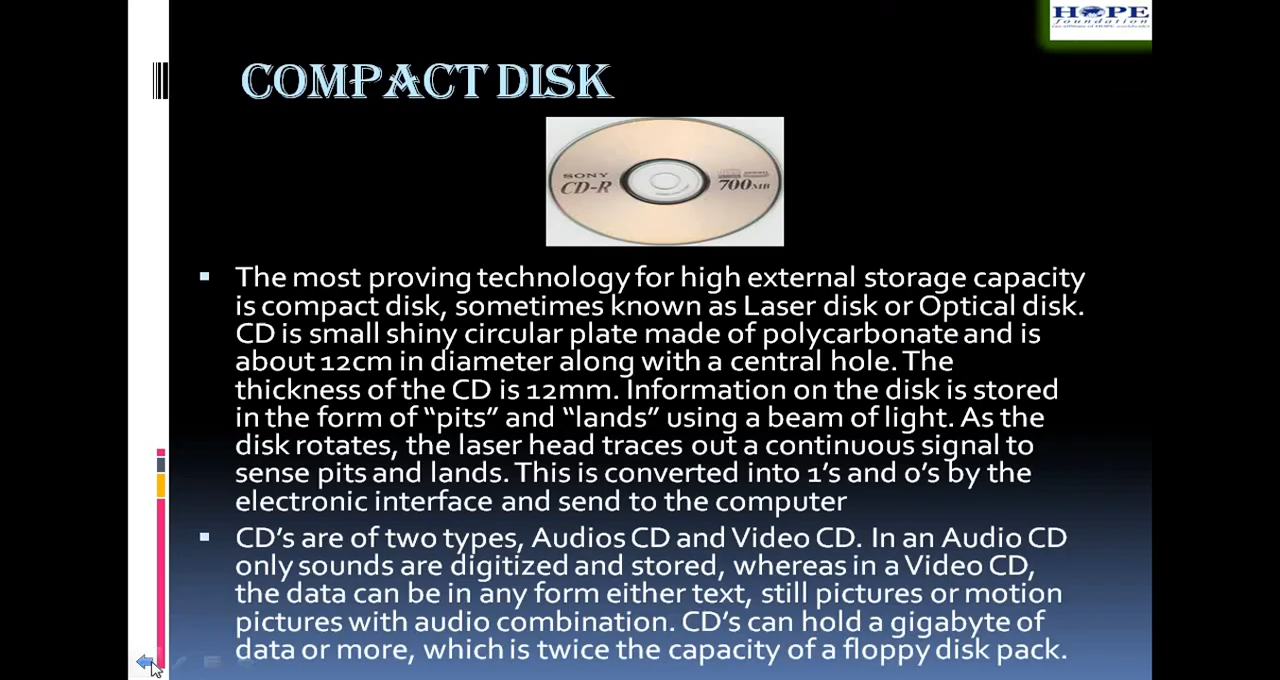 HOPE
foundation
COMPACT DISK
SONY
CD-R
700MB
The most proving technology for high external storage capacity
is compact disk, sometimes known as Laser disk or Optical disk.
CD is small shiny circular plate made of polycarbonate and is
about 12cm in diameter along with a central hole. The
thickness of the CD is 12mm. Information on the disk is stored
in the form of “pits” and “lands” using a beam of light. As the
disk rotates, the laser head traces out a continuous signal to
sense pits and lands. This is converted into 1’s and 0’s by the
electronic interface and send to the computer
CD’s are of two types, Audios CD and Video CD. In an Audio CD
only sounds are digitized and stored, whereas in a Video CD,
the data can be in any form either text, still pictures or motion
pictures with audio combination. CD’s can hold a gigabyte of
data or more, which is twice the capacity of a floppy disk pack.